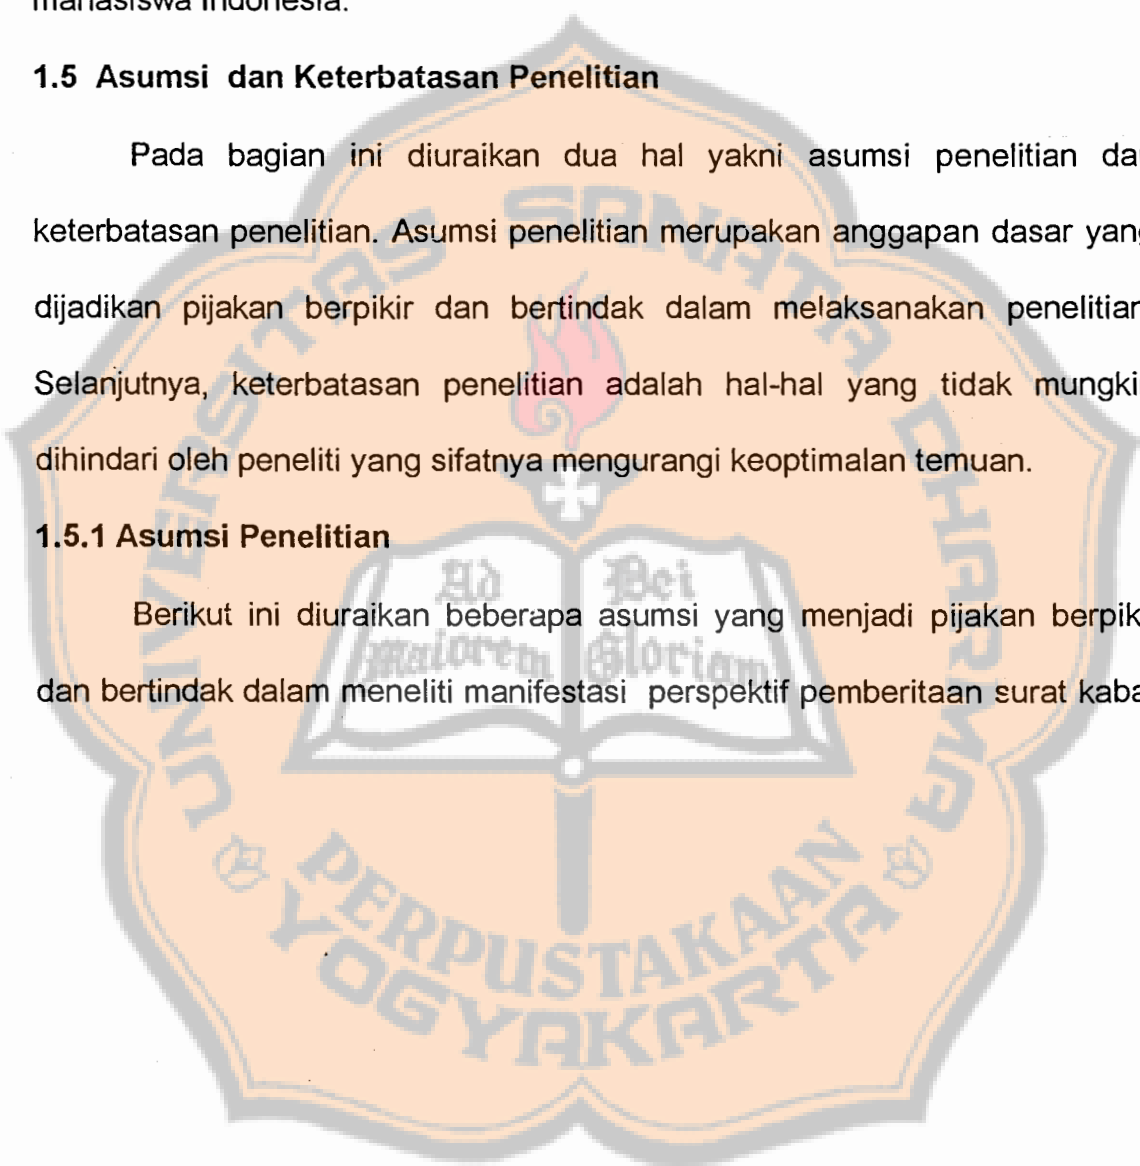 mahasiswa Indonesia.
1.5 Asumsi dan Keterbatasan Penelitian
Pada bagian ini diuraikan dua hal yakni asumsi penelitian da
keterbatasan penelitian. Asumsi penelitian merupakan anggapan dasar yang
dijadikan pijakan berpikir dan bertindak dalam melaksanakan penelitian
Selanjutnya, keterbatasan penelitian adalah hal-hal yang tidak mungki
dihindari oleh peneliti yang sifatnya mengurangi keoptimalan temuan.
1.5.1 Asumsi Penelitian
Berikut ini diuraikan beberapa asumsi yang menjadi pijakan berpik
dan bertindak dalam meneliti manifestasi perspektif pemberitaan surat kaba
UNIVERSITAS SANATA DHARMA
Ad maiorem
Dei Gloriam
PERPUSTAKAAN
YOGYAKARTA